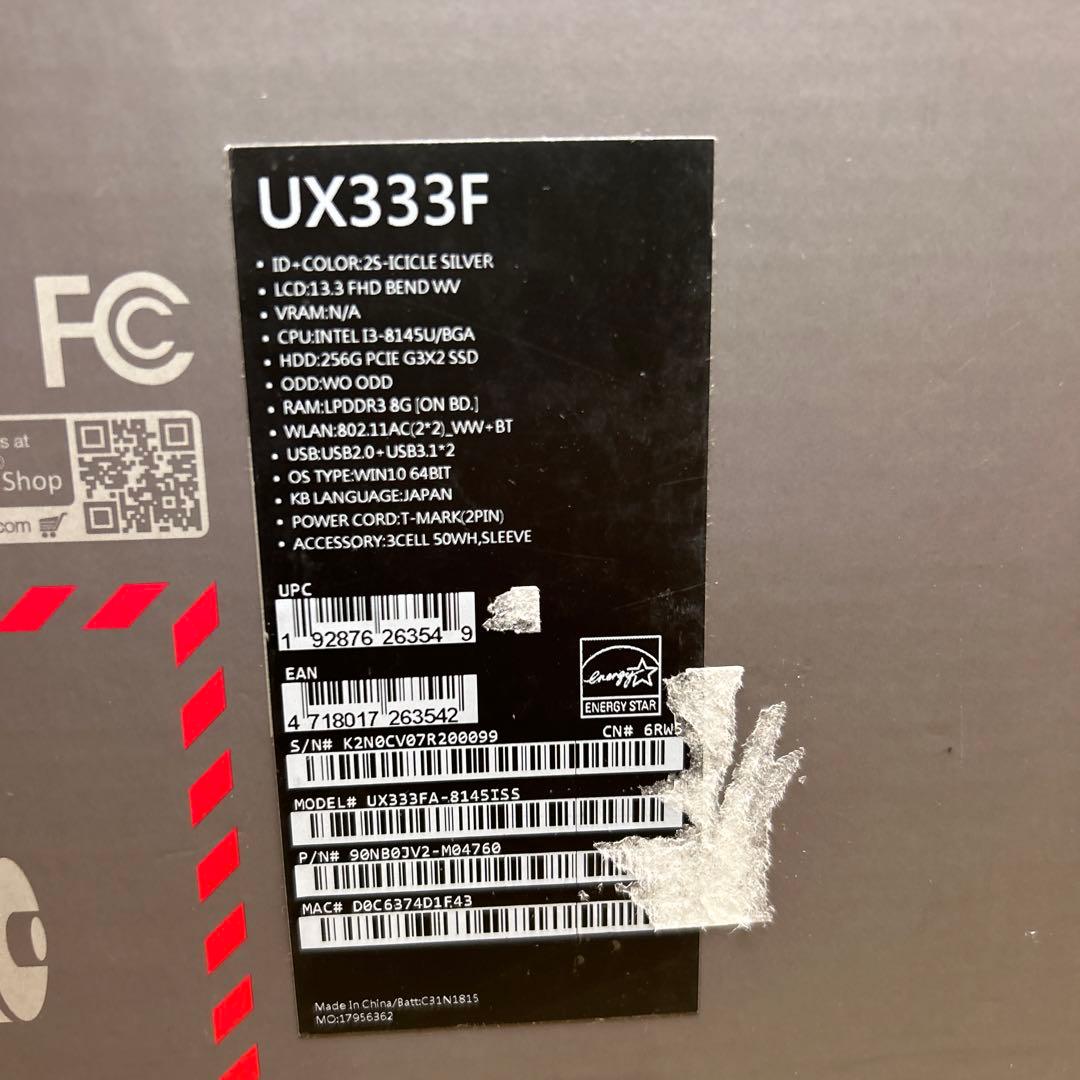 UX333F
• ID+COLOR:2S-ICICLE SILVER
• LCD:13.3 FHD BEND WV
• VRAM:N/A
• CPU:INTEL I3-8145U/BGA
• HDD:256G PCIE G3X2 SSD
• ODD:WO ODD
• RAM:LPDDR3 8G [ON BD.]
• WLAN:802.11AC(2*2)_WW+BT
• USB:USB2.0+USB3.1*2
• OS TYPE:WIN10 64BIT
• KB LANGUAGE:JAPAN
• POWER CORD:T-MARK(2PIN)
• ACCESSORY:3CELL 50WH,SLEEVE
UPC
1 92876 26354 9
EAN
4 718017 263542
energy
ENERGY STAR
S/N# K2N0CV07R200099 CN# 6RW5
MODEL# UX333FA-8145ISS
P/N# 90NB0JV2-M04760
MAC# D0C6374D1F43
Made In China/Batt:C31N1815
MO:17956362
FC
s at
Shop
com